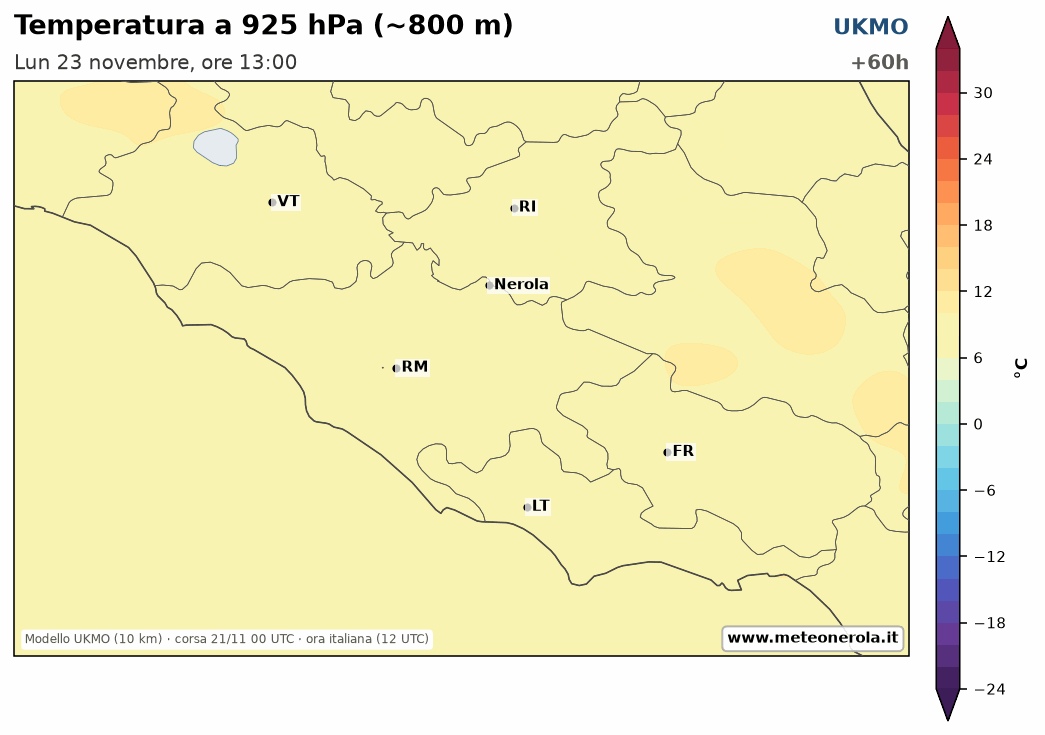 Temperatura a 925 hPa (~800 m)
UKMO
Lun 23 novembre, ore 13:00
+60h
VT
RI
Nerola
RM
FR
LT
Modello UKMO (10 km) · corsa 21/11 00 UTC · ora italiana (12 UTC)
www.meteonerola.it
30
24
18
12
6
0
−6
−12
−18
−24
°C